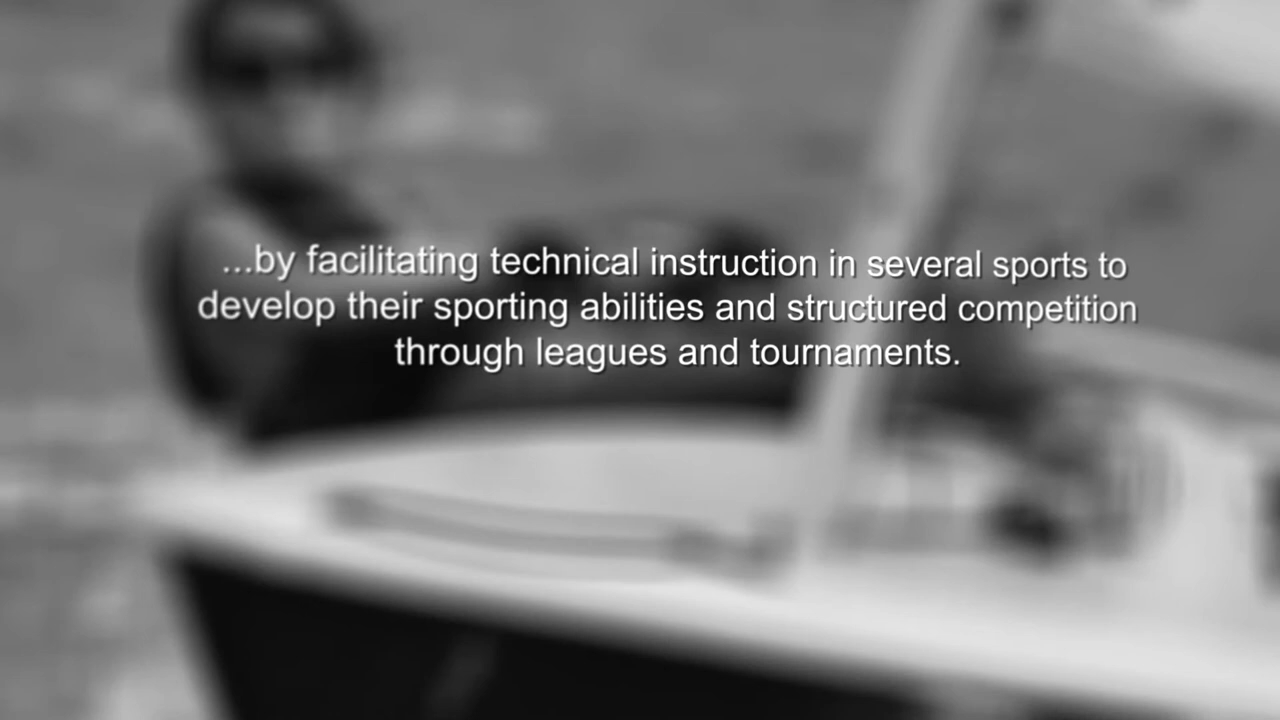 ...by facilitating technical instruction in several sports to
develop their sporting abilities and structured competition
through leagues and tournaments.